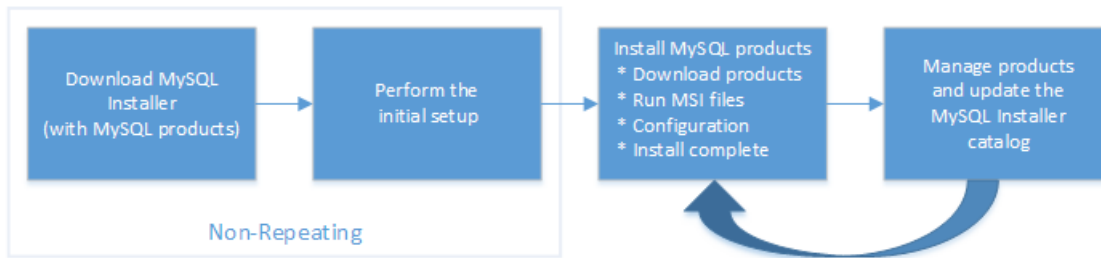 Download MySQL
Installer
(with MySQL products)
Perform the
initial setup
Install MySQL products
* Download products
* Run MSI files
* Configuration
* Install complete
Manage products
and update the
MySQL Installer
catalog
Non-Repeating